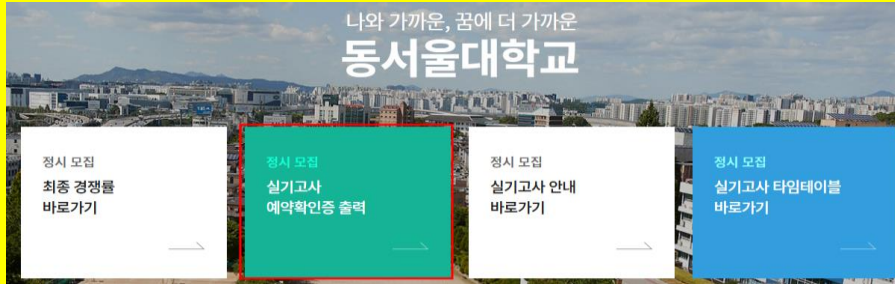 나와 가까운, 꿈에 더 가까운
동서울대학교
정시 모집
최종 경쟁률
바로가기
정시 모집
실기고사
예약확인증 출력
정시 모집
실기고사 안내
바로가기
정시 모집
실기고사 타임테이블
바로가기